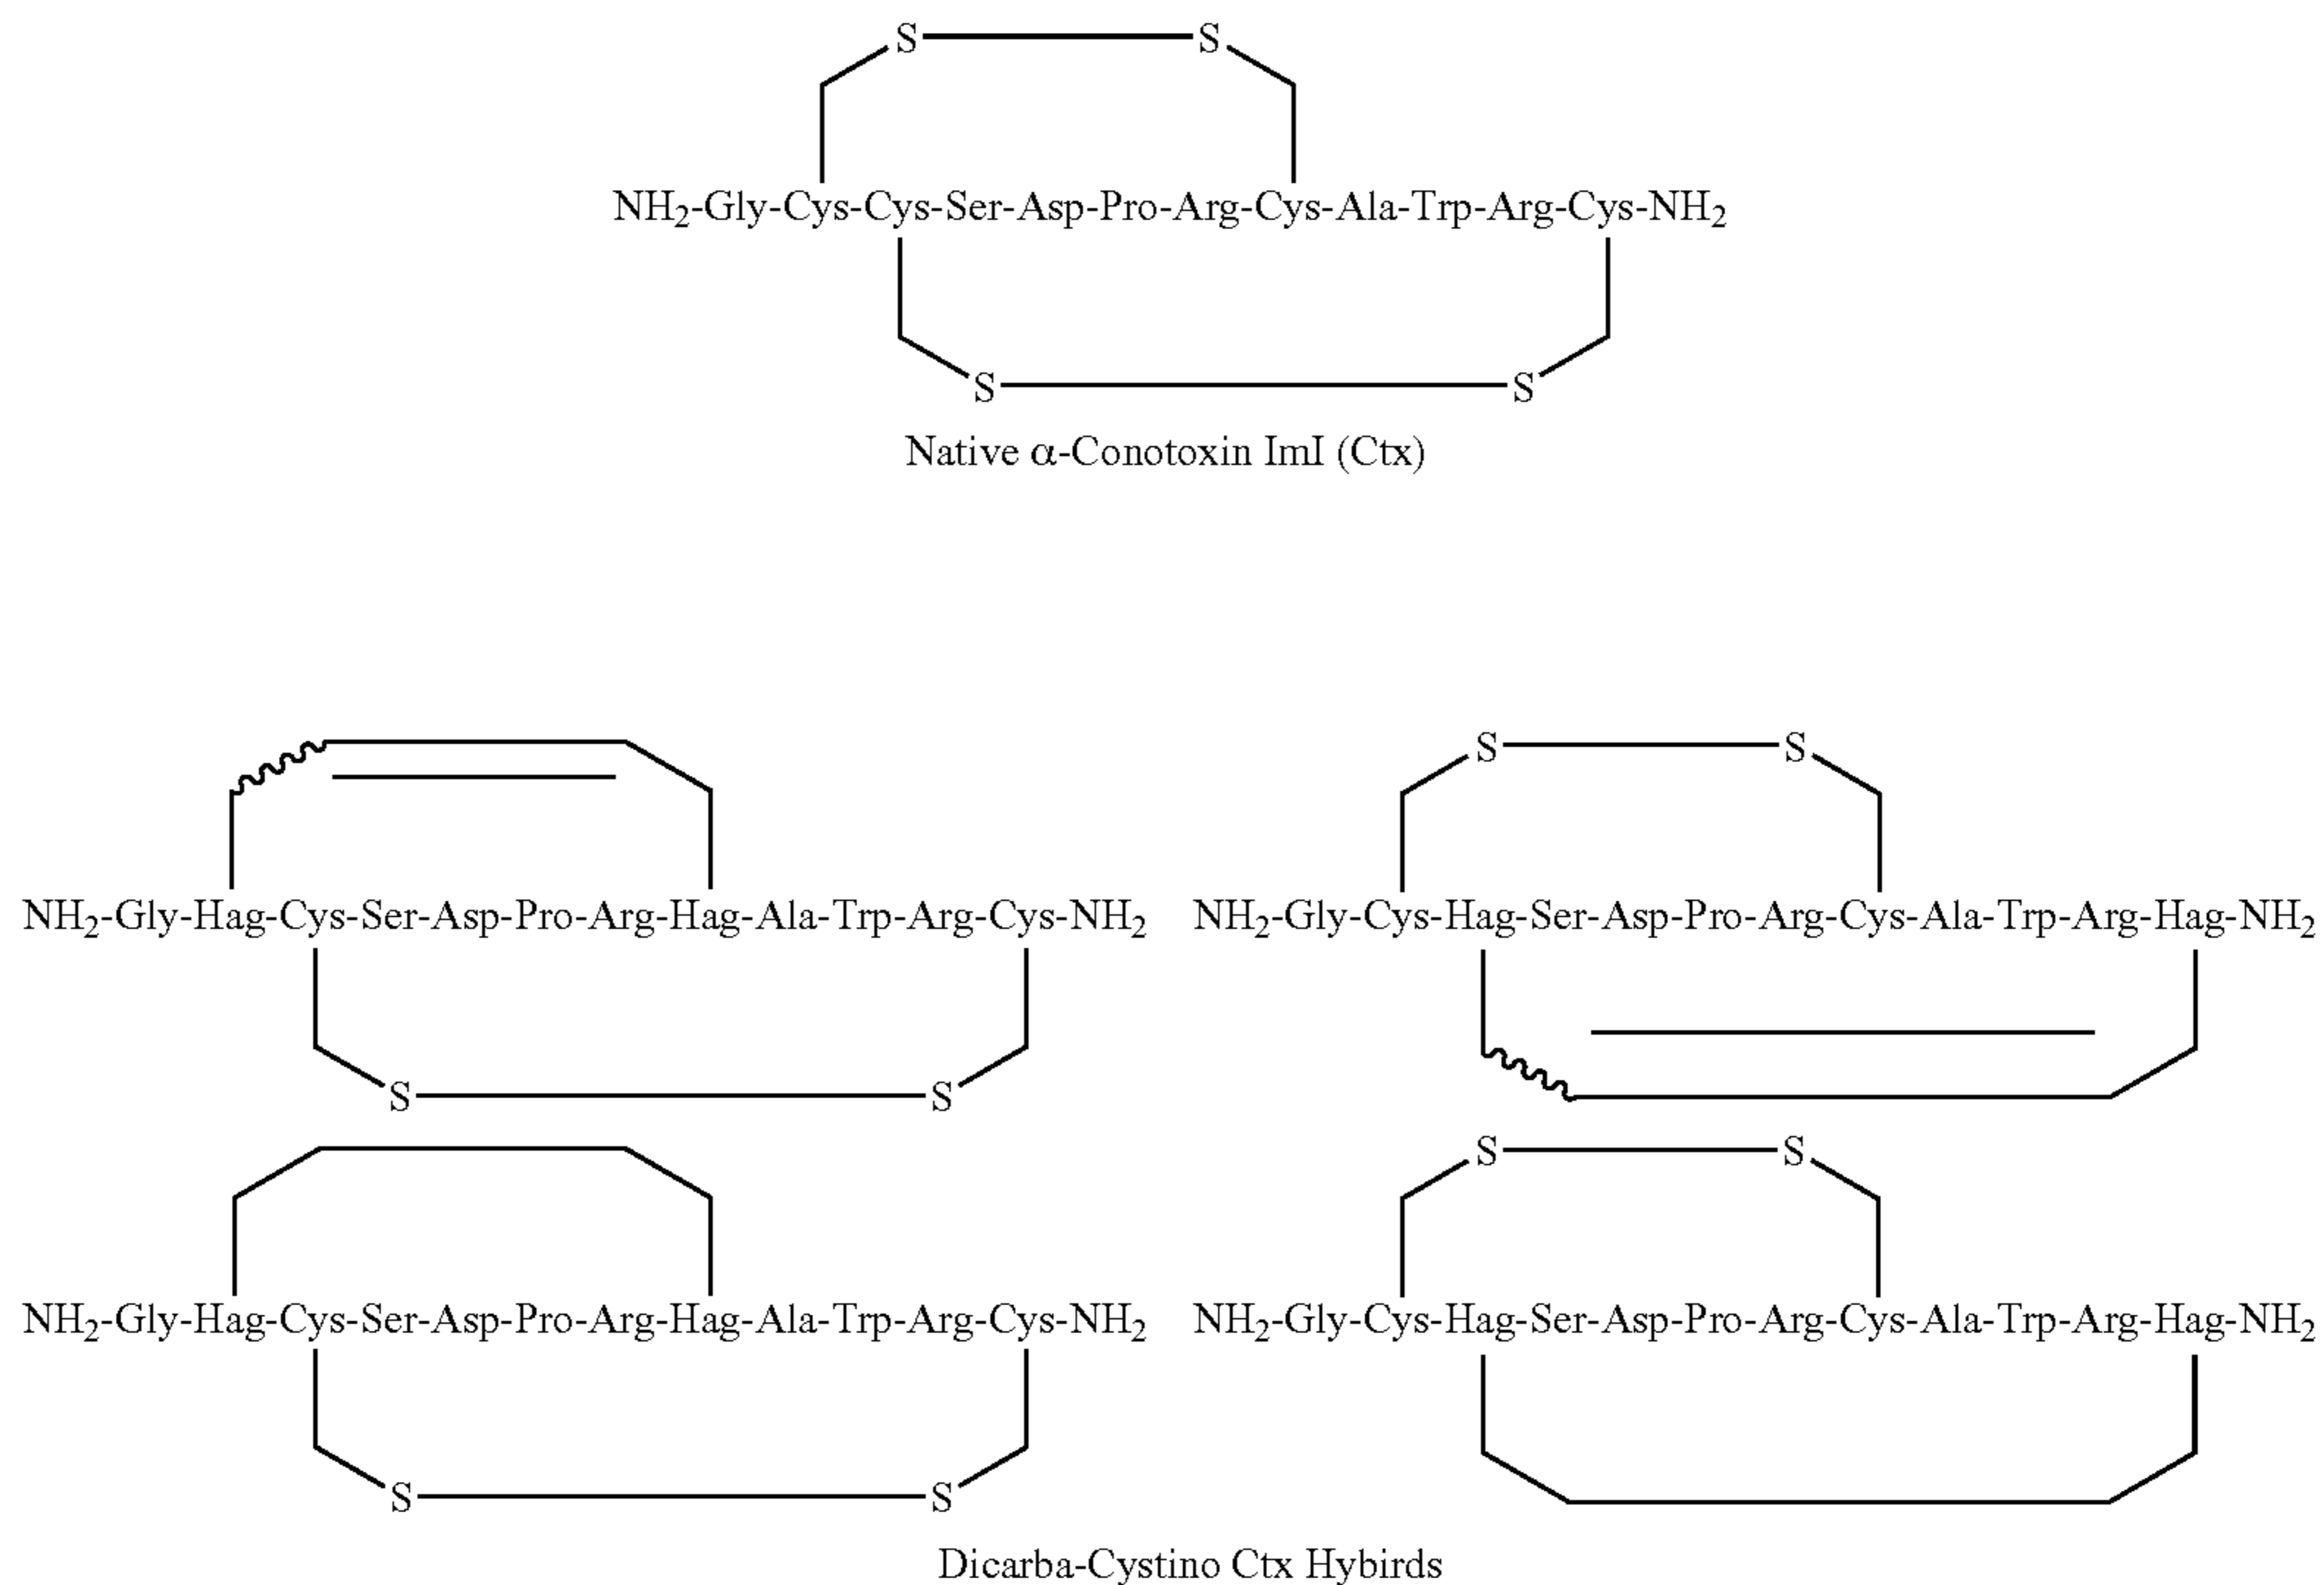 S S
NH2-Gly-Cys-Cys-Ser-Asp-Pro-Arg-Cys-Ala-Trp-Arg-Cys-NH2
S S
Native α-Conotoxin ImI (Ctx)
S S
NH2-Gly-Hag-Cys-Ser-Asp-Pro-Arg-Hag-Ala-Trp-Arg-Cys-NH2 NH2-Gly-Cys-Hag-Ser-Asp-Pro-Arg-Cys-Ala-Trp-Arg-Hag-NH2
S S
S S
NH2-Gly-Hag-Cys-Ser-Asp-Pro-Arg-Hag-Ala-Trp-Arg-Cys-NH2 NH2-Gly-Cys-Hag-Ser-Asp-Pro-Arg-Cys-Ala-Trp-Arg-Hag-NH2
S S
Dicarba-Cystino Ctx Hybirds